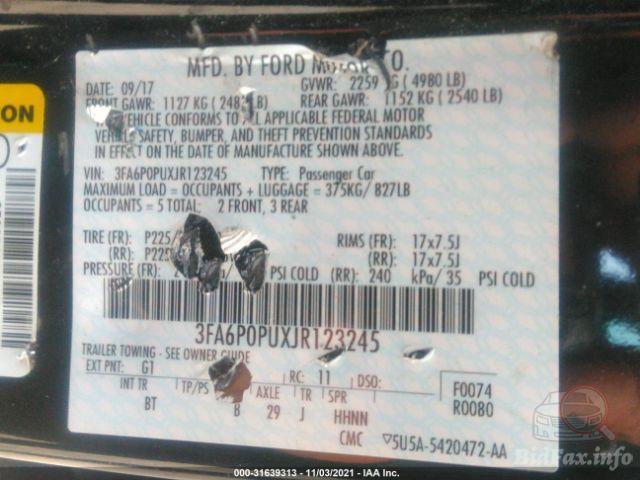 MFD. BY FORD MOTOR CO.
DATE: 09/17 GVWR: 2259 KG (4980 LB)
FRONT GAWR: 1127 KG (248 LB) REAR GAWR: 1152 KG (2540 LB)
THIS VEHICLE CONFORMS TO ALL APPLICABLE FEDERAL MOTOR
VEHICLE SAFETY, BUMPER, AND THEFT PREVENTION STANDARDS
IN EFFECT ON THE DATE OF MANUFACTURE SHOWN ABOVE.
VIN: 3FA6P0PUXJR123245 TYPE: Passenger Car
MAXIMUM LOAD = OCCUPANTS + LUGGAGE = 375KG/ 827LB
OCCUPANTS = 5 TOTAL: 2 FRONT, 3 REAR
TIRE (FR): P225 RIMS (FR): 17x7.5J
(RR): P225 (RR): 17x7.5J
PRESSURE (FR): PSI COLD (RR): 240 kPa/ 35 PSI COLD
3FA6P0PUXJR123245
TRAILER TOWING - SEE OWNER GUIDE
EXT PNT: G1 RC: 11 DSO: F0074
INT TR TP/PS AXLE TR SPR R0080
BT B 29 J HHNN
CMC 5U5A-5420472-AA
ION
BidFax.info
000-31639313 - 11/03/2021 - IAA Inc.